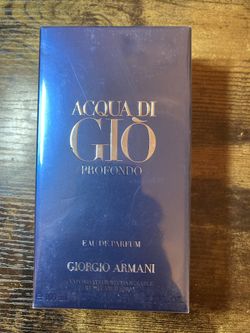 ACQUA DI
GIÒ
PROFONDO
EAU DE PARFUM
GIORGIO ARMANI